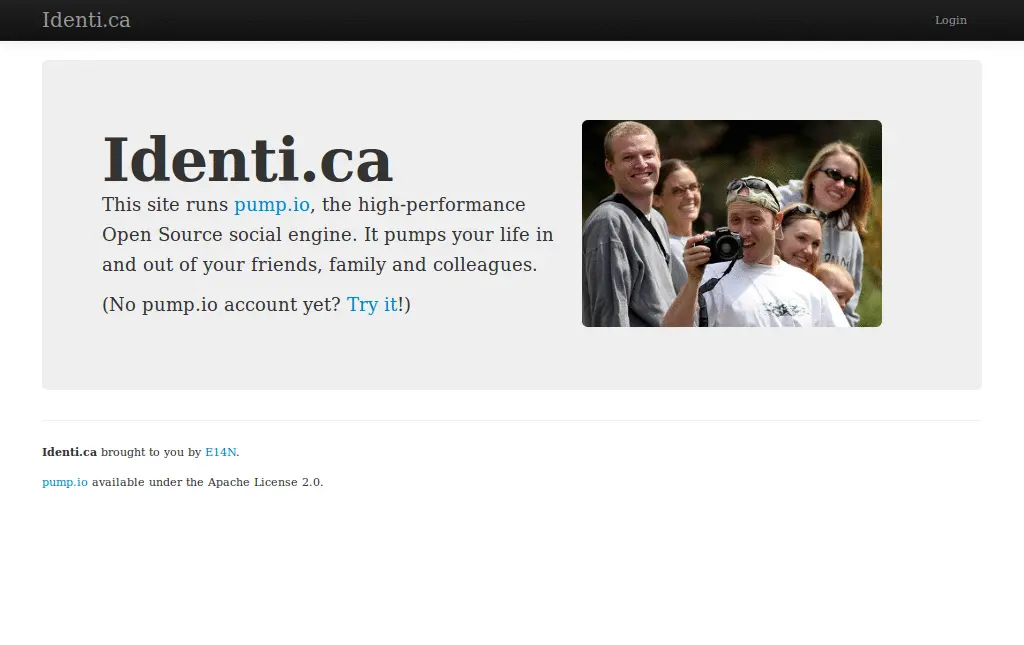 Identi.ca
Login
Identi.ca
This site runs pump.io, the high-performance
Open Source social engine. It pumps your life in
and out of your friends, family and colleagues.
(No pump.io account yet? Try it!)
Identi.ca brought to you by E14N.
pump.io available under the Apache License 2.0.